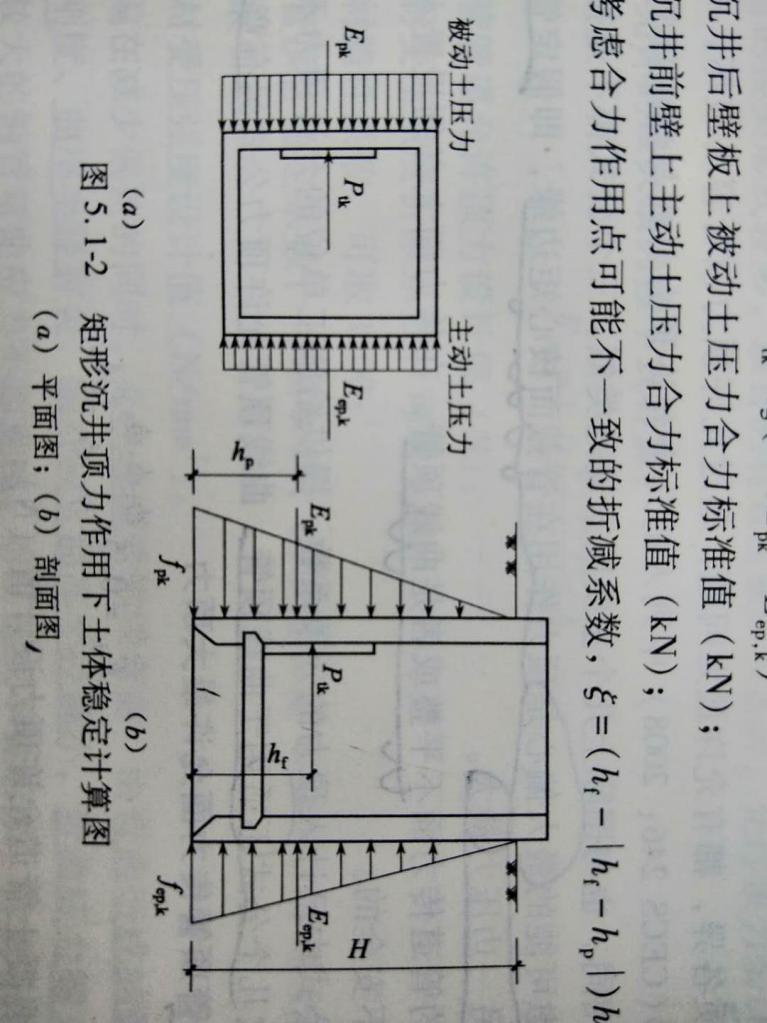 沉井后壁板上被动土压力合力标准值（kN）；
沉井前壁上主动土压力合力标准值（kN）；
考虑合力作用点可能不一致的折减系数，ξ=(h_f－|h_f－h_p|)h
被动土压力
主动土压力
E_pk
P_tk
E_ep,k
(a)
h_p
E_pk
f_pk
P_tk
h_f
E_ep,k
f_ep,k
H
(b)
图 5.1-2 矩形沉井顶力作用下土体稳定计算图
(a) 平面图；(b) 剖面图